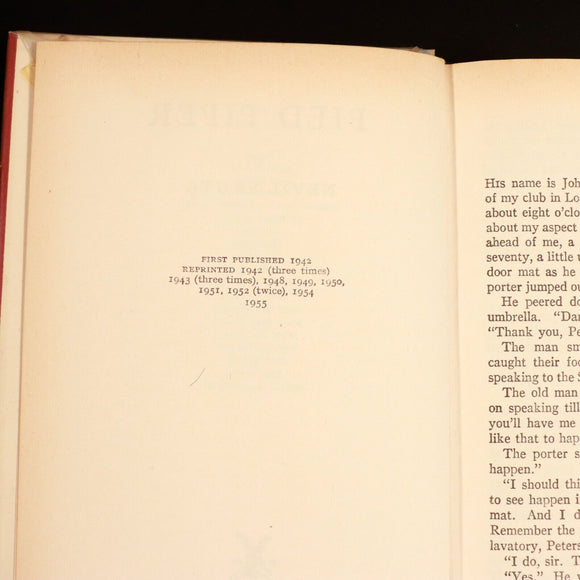 FIRST PUBLISHED 1942
REPRINTED 1942 (three times)
1943 (three times), 1948, 1949, 1950,
1951, 1952 (twice), 1954
1955
HIS name is Joh
of my club in Lo
about eight o'clo
about my aspect
ahead of me, a
seventy, a little u
door mat as he
porter jumped ou
He peered do
umbrella. "Dar
"Thank you, Pe
The man sm
caught their foo
speaking to the S
The old man
on speaking till
you'll have me
like that to hap
The porter s
happen."
"I should thi
to see happen i
mat. And I d
Remember the
lavatory, Peters
"I do, sir. T
"Yes." He